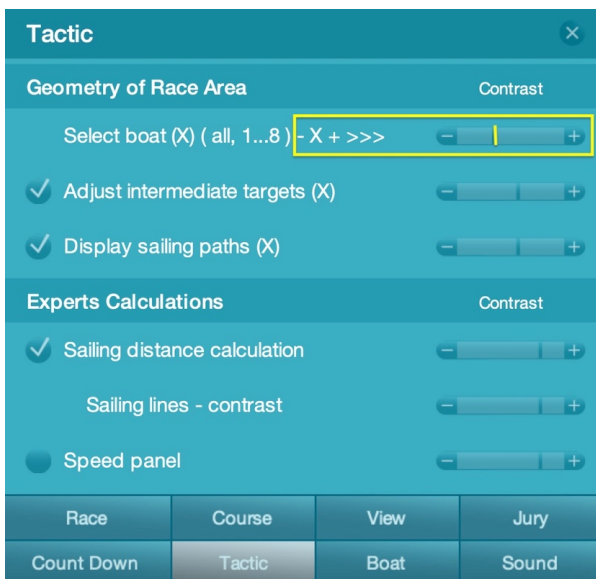 Tactic
Geometry of Race Area Contrast
Select boat (X) ( all, 1...8 ) - X + >>> - +
Adjust intermediate targets (X) - +
Display sailing paths (X) - +
Experts Calculations Contrast
Sailing distance calculation - +
Sailing lines - contrast - +
Speed panel - +
Race Course View Jury
Count Down Tactic Boat Sound